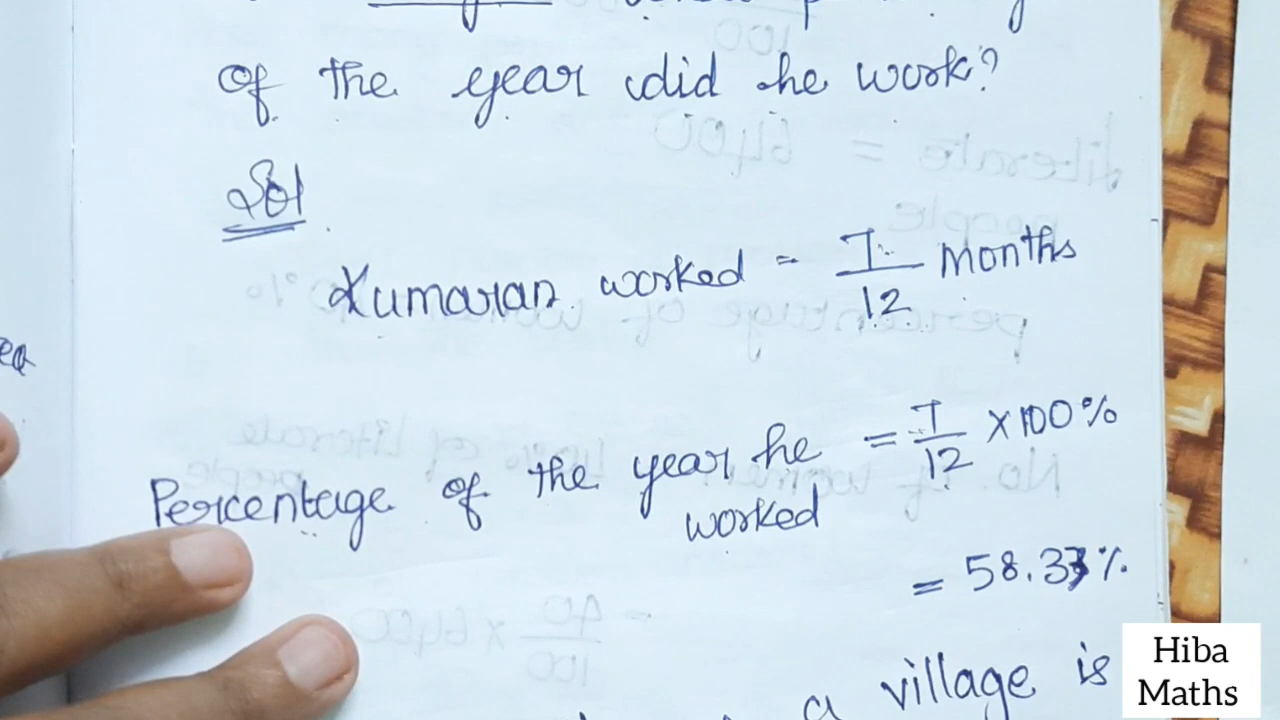 of the year did he work?
Sol
Kumaran worked = 7/12 months
Percentage of the year he worked = 7/12 × 100%
= 58.33%
a village is
Hiba
Maths